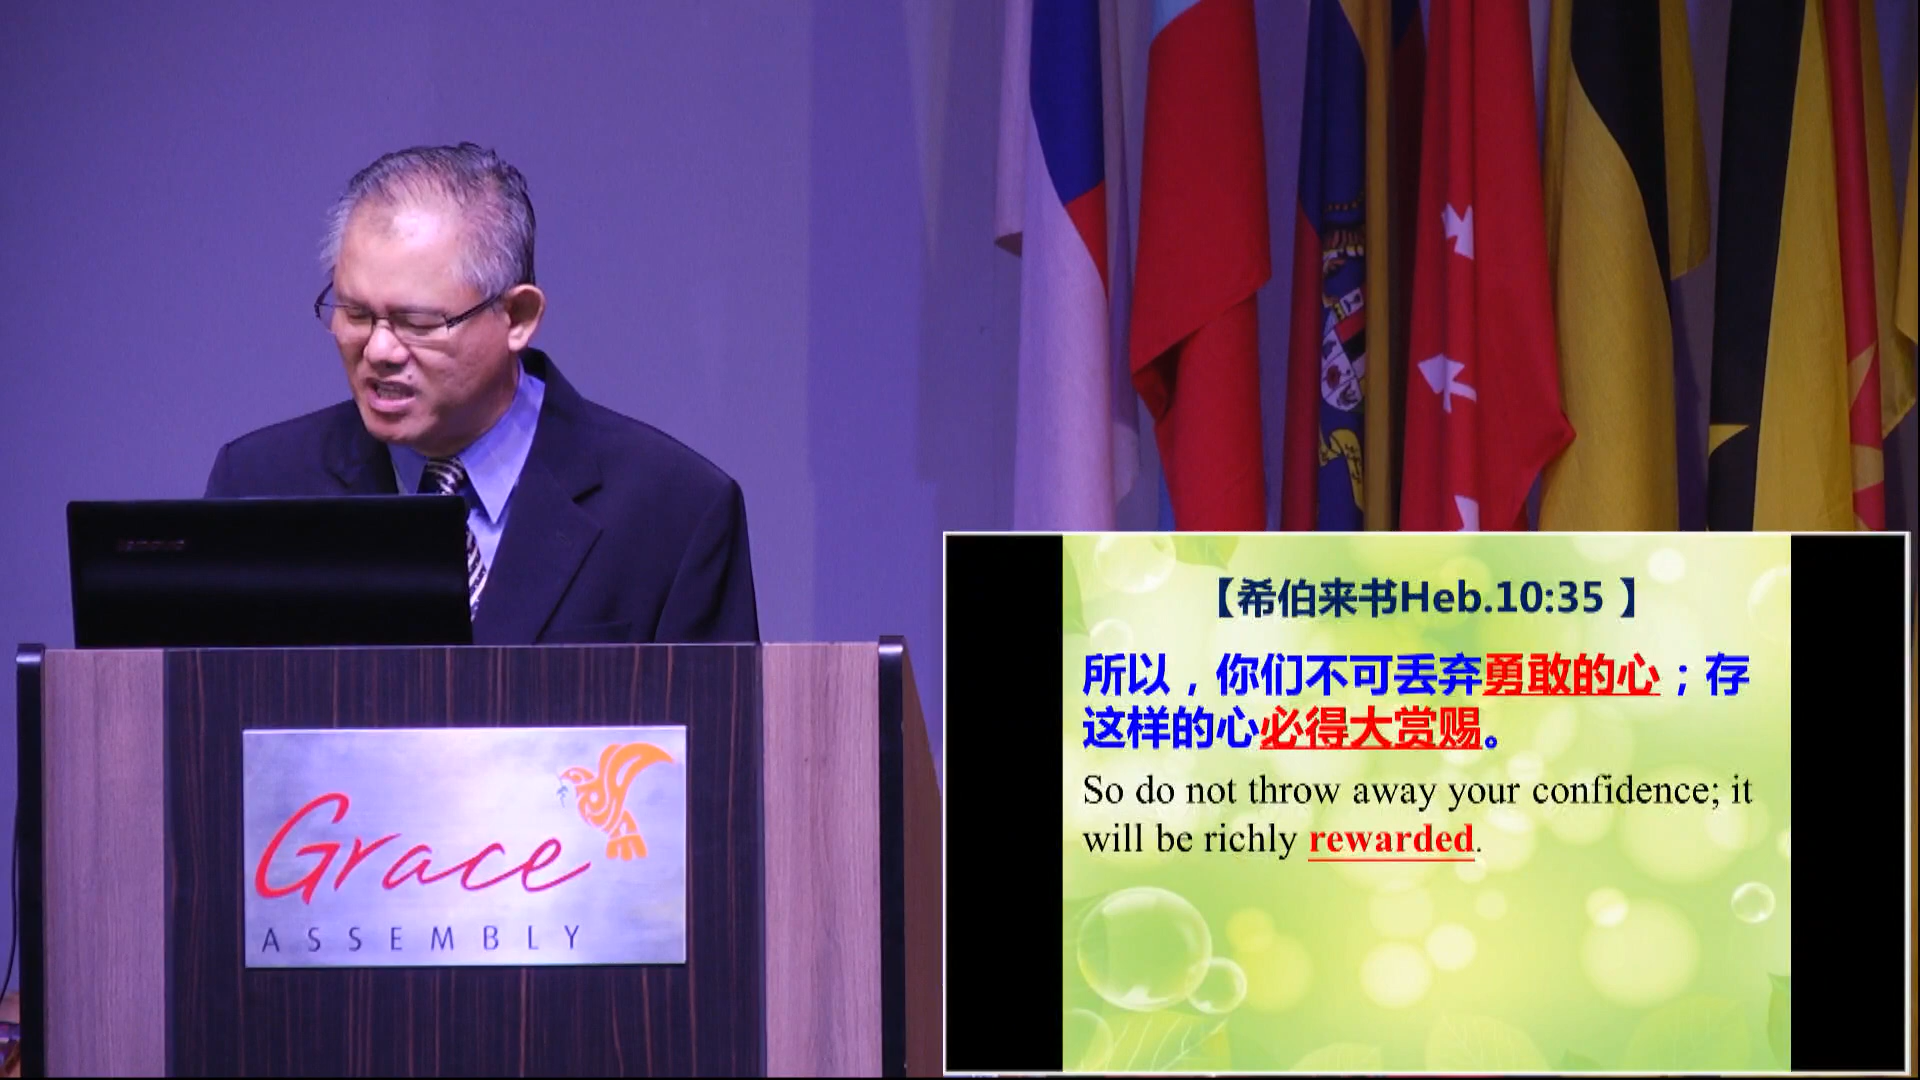 lenovo
Grace
ASSEMBLY
【希伯来书Heb.10:35 】
所以，你们不可丢弃勇敢的心；存
这样的心必得大赏赐。
So do not throw away your confidence; it
will be richly rewarded.